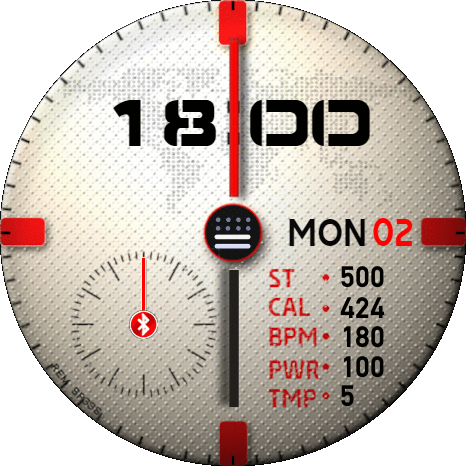 18:00
MON 02
ST • 500
CAL • 424
BPM • 180
PWR • 100
TMP • 5